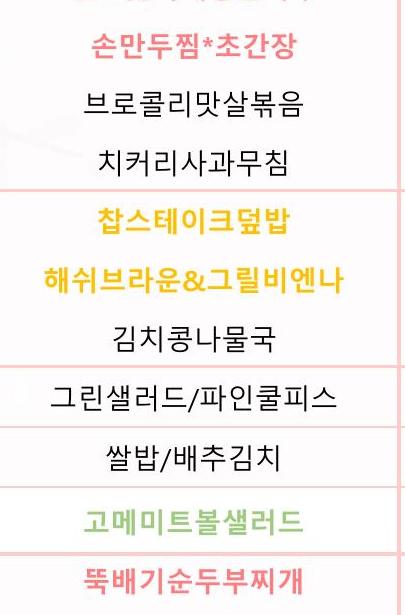 손만두찜*초간장
브로콜리맛살볶음
치커리사과무침
찹스테이크덮밥
해쉬브라운&그릴비엔나
김치콩나물국
그린샐러드/파인쿨피스
쌀밥/배추김치
고메미트볼샐러드
뚝배기순두부찌개